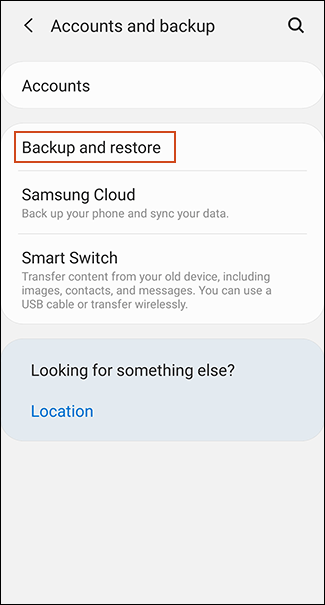 Accounts and backup
Accounts
Backup and restore
Samsung Cloud
Back up your phone and sync your data.
Smart Switch
Transfer content from your old device, including
images, contacts, and messages. You can use a
USB cable or transfer wirelessly.
Looking for something else?
Location